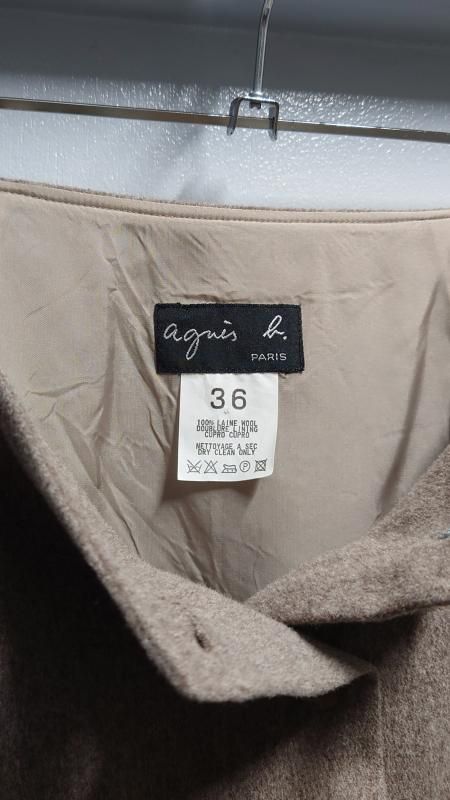 agnès b.
PARIS
36
100% LAINE WOOL
DOUBLURE LINING
CUPRO CUPRO
NETTOYAGE A SEC
DRY CLEAN ONLY
P